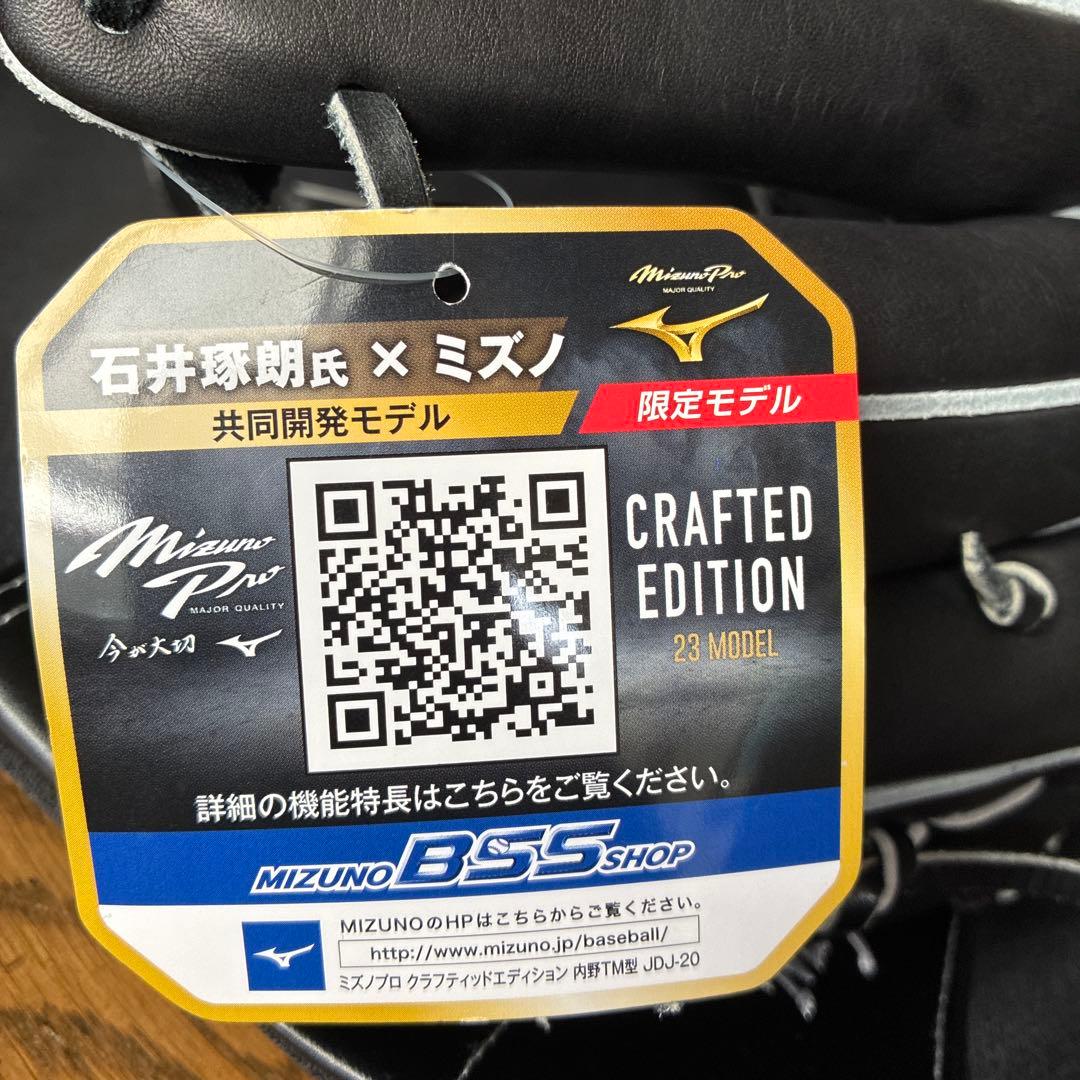 Mizuno Pro
MAJOR QUALITY
石井琢朗氏 × ミズノ
共同開発モデル
限定モデル
Mizuno
Pro
MAJOR QUALITY
今が大切
CRAFTED
EDITION
23 MODEL
詳細の機能特長はこちらをご覧ください。
MIZUNO BSS SHOP
MIZUNOのHPはこちらからご覧ください。
http://www.mizuno.jp/baseball/
ミズノプロ クラフティッドエディション 内野TM型 JDJ-20